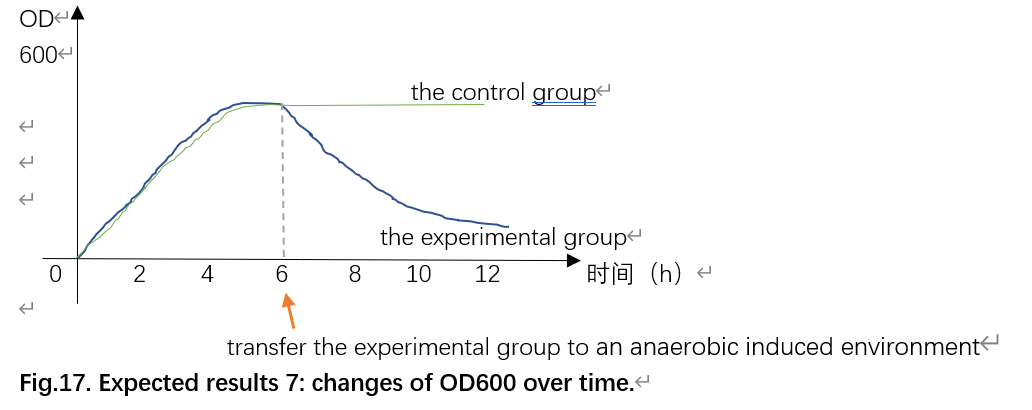 OD
600
the control group
the experimental group
0 2 4 6 8 10 12 时间（h）
transfer the experimental group to an anaerobic induced environment
Fig.17. Expected results 7: changes of OD600 over time.